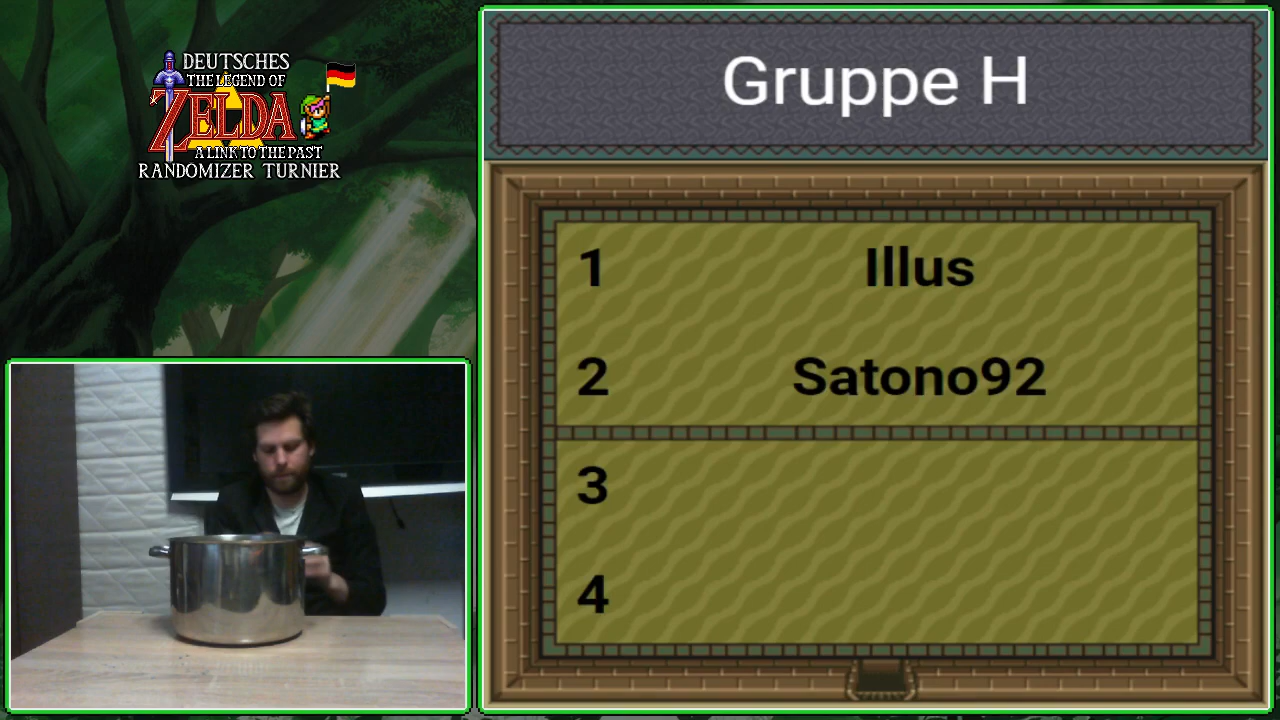 DEUTSCHES
THE LEGEND OF
ZELDA
A LINK TO THE PAST
RANDOMIZER TURNIER
Gruppe H
1 Illus
2 Satono92
3
4